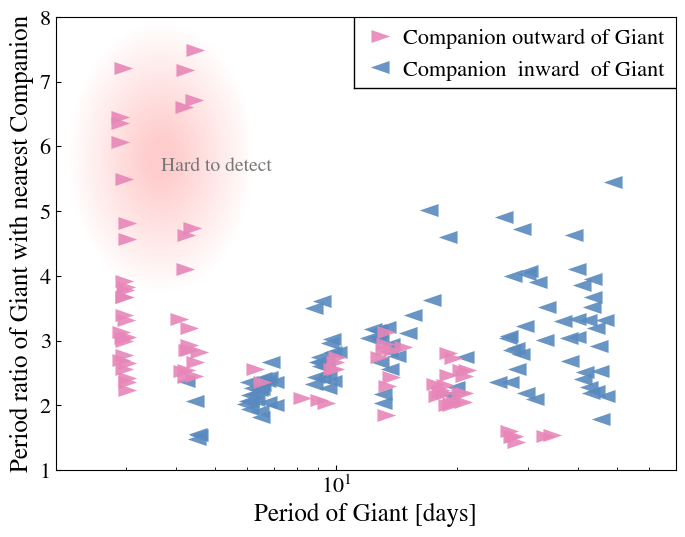 Period ratio of Giant with nearest Companion
8
7
6
5
4
3
2
1
Companion outward of Giant
Companion inward of Giant
Hard to detect
10¹
Period of Giant [days]